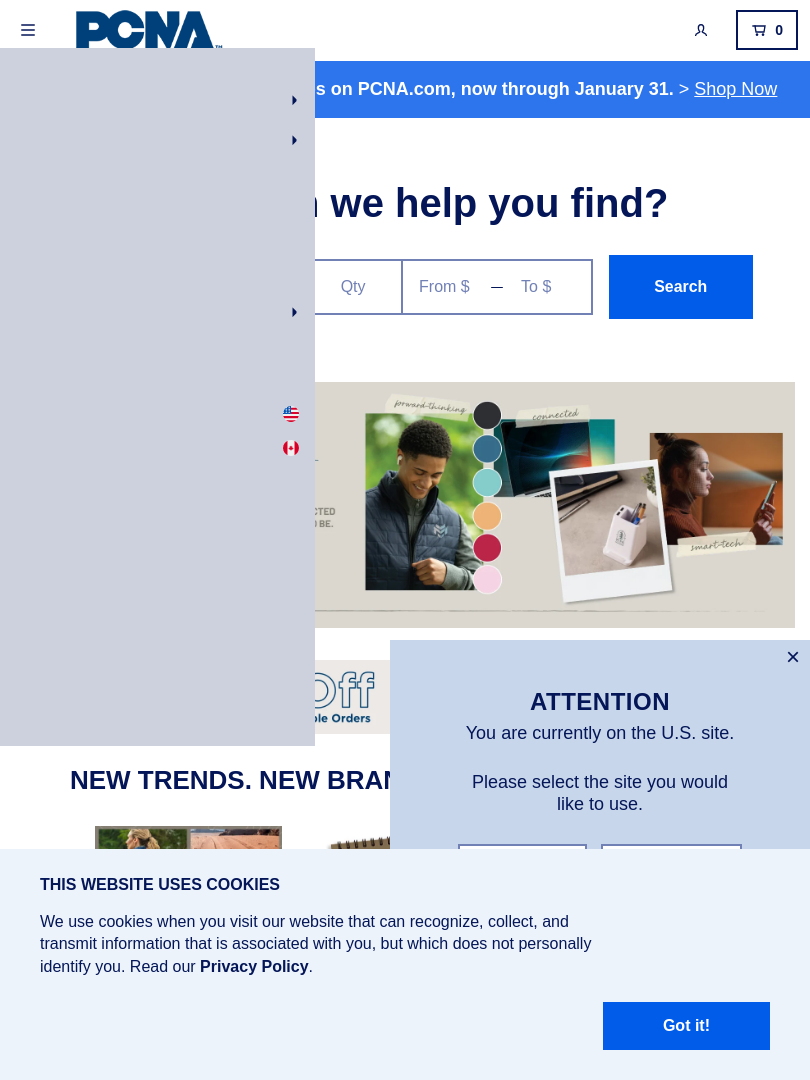 PCNA™
0
s on PCNA.com, now through January 31. > Shop Now
we help you find?
Qty
From $ — To $
Search
forward-thinking
connected
smart-tech
CTED
BE.
Off
Orders
ATTENTION
You are currently on the U.S. site.
Please select the site you would
like to use.
NEW TRENDS. NEW BRAN
THIS WEBSITE USES COOKIES
We use cookies when you visit our website that can recognize, collect, and
transmit information that is associated with you, but which does not personally
identify you. Read our Privacy Policy.
Got it!